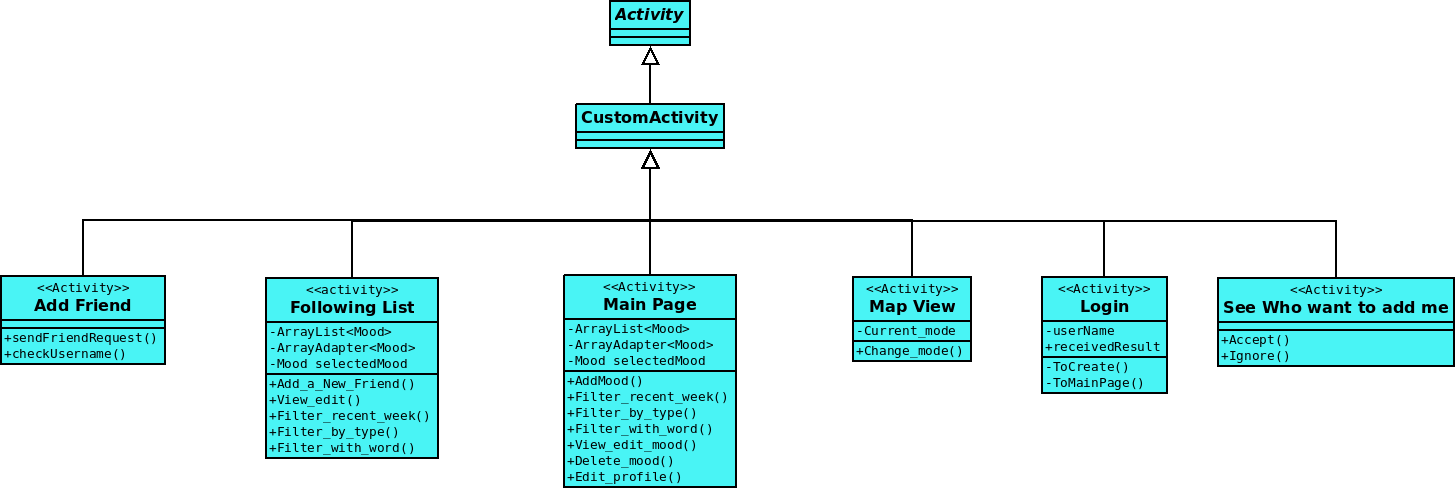 Activity
CustomActivity
<<Activity>>
Add Friend
+sendFriendRequest()
+checkUsername()
<<activity>>
Following List
-ArrayList<Mood>
-ArrayAdapter<Mood>
-Mood selectedMood
+Add_a_New_Friend()
+View_edit()
+Filter_recent_week()
+Filter_by_type()
+Filter_with_word()
<<Activity>>
Main Page
-ArrayList<Mood>
-ArrayAdapter<Mood>
-Mood selectedMood
+AddMood()
+Filter_recent_week()
+Filter_by_type()
+Filter_with_word()
+View_edit_mood()
+Delete_mood()
+Edit_profile()
<<Activity>>
Map View
-Current_mode
+Change_mode()
<<Activity>>
Login
-userName
+receivedResult
-ToCreate()
-ToMainPage()
<<Activity>>
See Who want to add me
+Accept()
+Ignore()